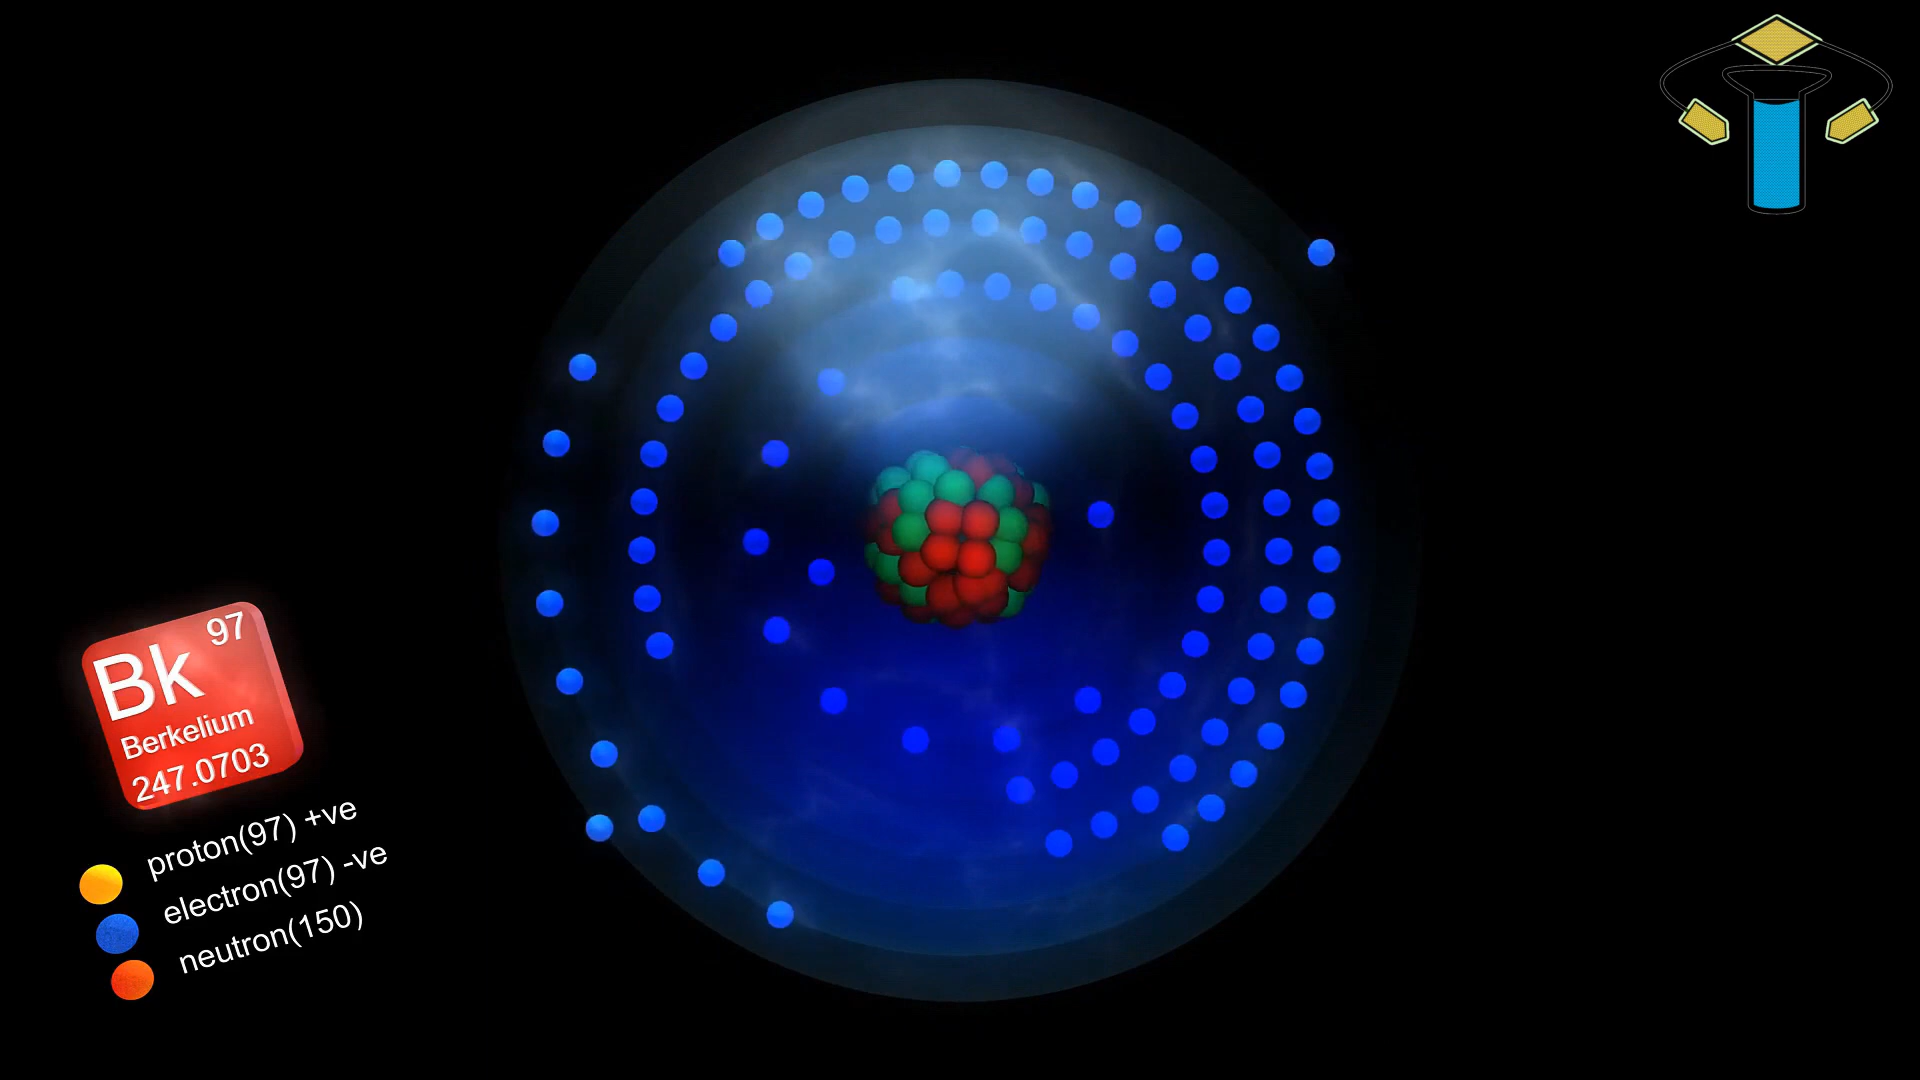 97
Bk
Berkelium
247.0703
proton(97) +ve
electron(97) -ve
neutron(150)